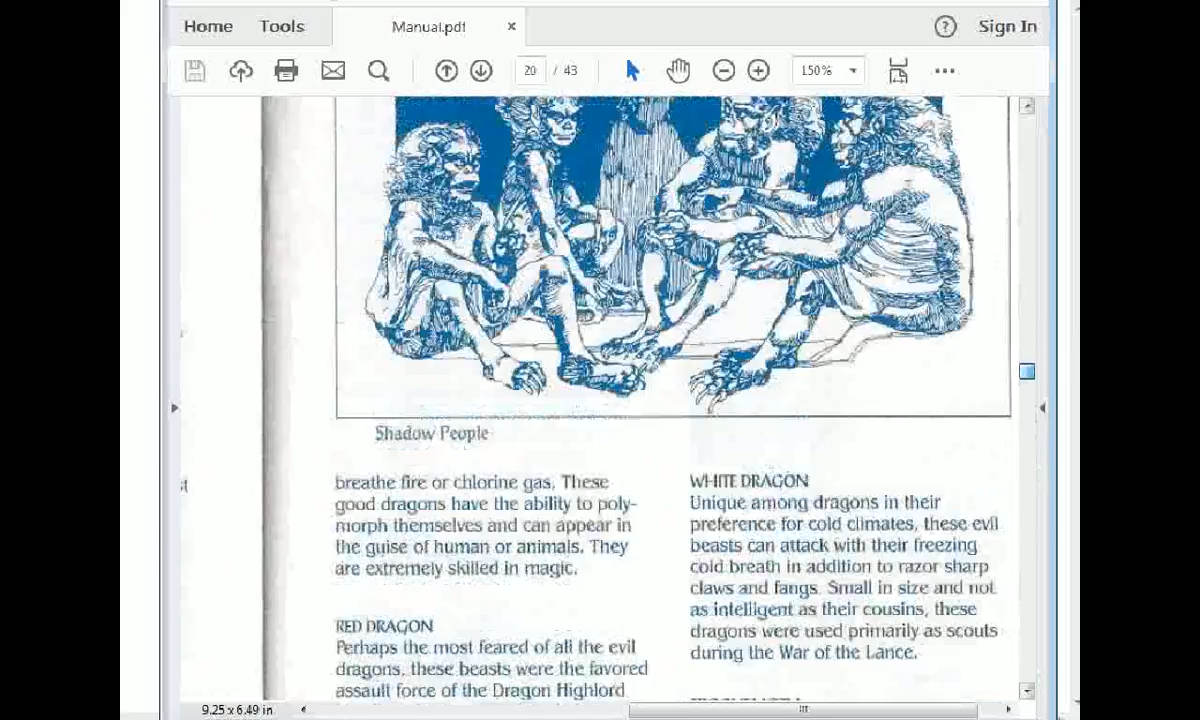 Home Tools Manual.pdf × ? Sign In
20 / 43 150%
Shadow People
breathe fire or chlorine gas. These
good dragons have the ability to poly-
morph themselves and can appear in
the guise of human or animals. They
are extremely skilled in magic.
RED DRAGON
Perhaps the most feared of all the evil
dragons, these beasts were the favored
assault force of the Dragon Highlord
WHITE DRAGON
Unique among dragons in their
preference for cold climates, these evil
beasts can attack with their freezing
cold breath in addition to razor sharp
claws and fangs. Small in size and not
as intelligent as their cousins, these
dragons were used primarily as scouts
during the War of the Lance.
9.25 x 6.49 in